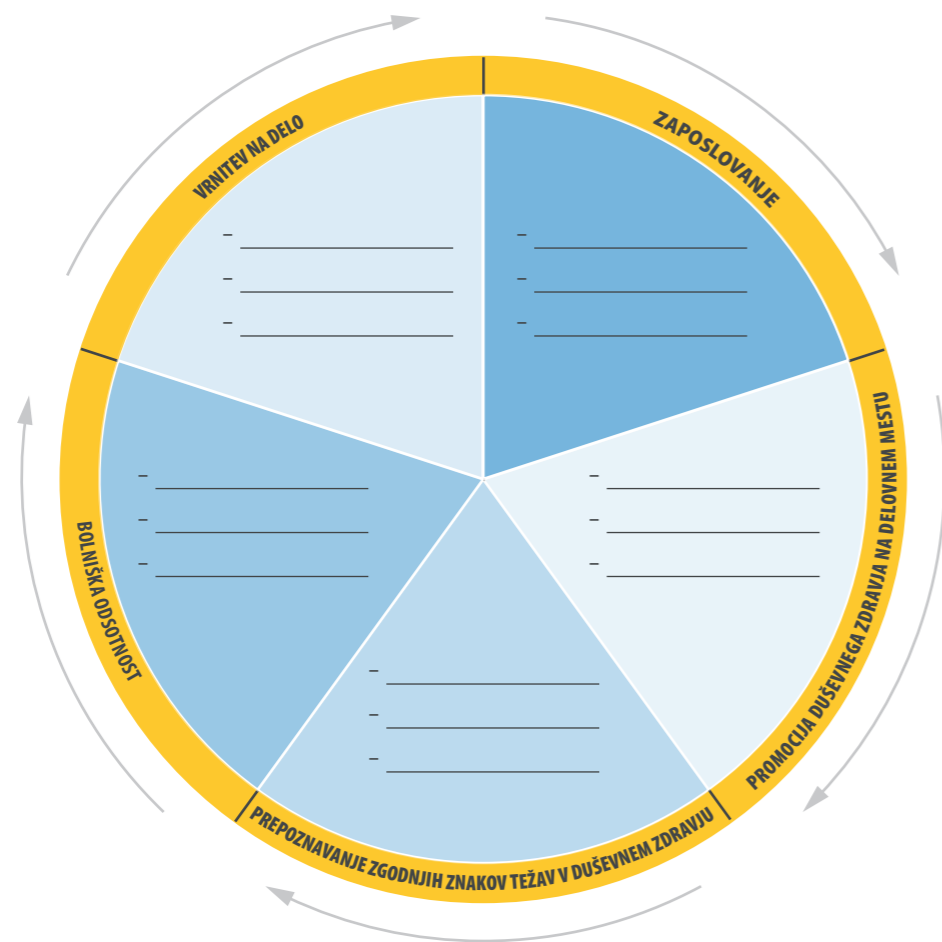 VRNITEV NA DELO
ZAPOSLOVANJE
PROMOCIJA DUŠEVNEGA ZDRAVJA NA DELOVNEM MESTU
PREPOZNAVANJE ZGODNJIH ZNAKOV TEŽAV V DUŠEVNEM ZDRAVJU
BOLNIŠKA ODSOTNOST